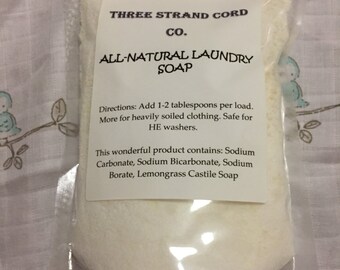 THREE STRAND CORD
CO.
ALL-NATURAL LAUNDRY
SOAP
Directions: Add 1-2 tablespoons per load.
More for heavily soiled clothing. Safe for
HE washers.
This wonderful product contains: Sodium
Carbonate, Sodium Bicarbonate, Sodium
Borate, Lemongrass Castile Soap